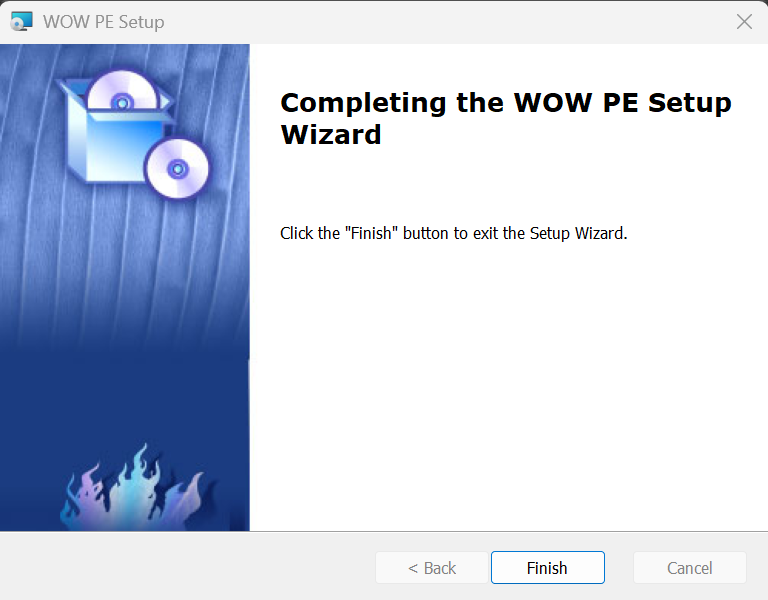 WOW PE Setup
Completing the WOW PE Setup
Wizard
Click the "Finish" button to exit the Setup Wizard.
< Back
Finish
Cancel